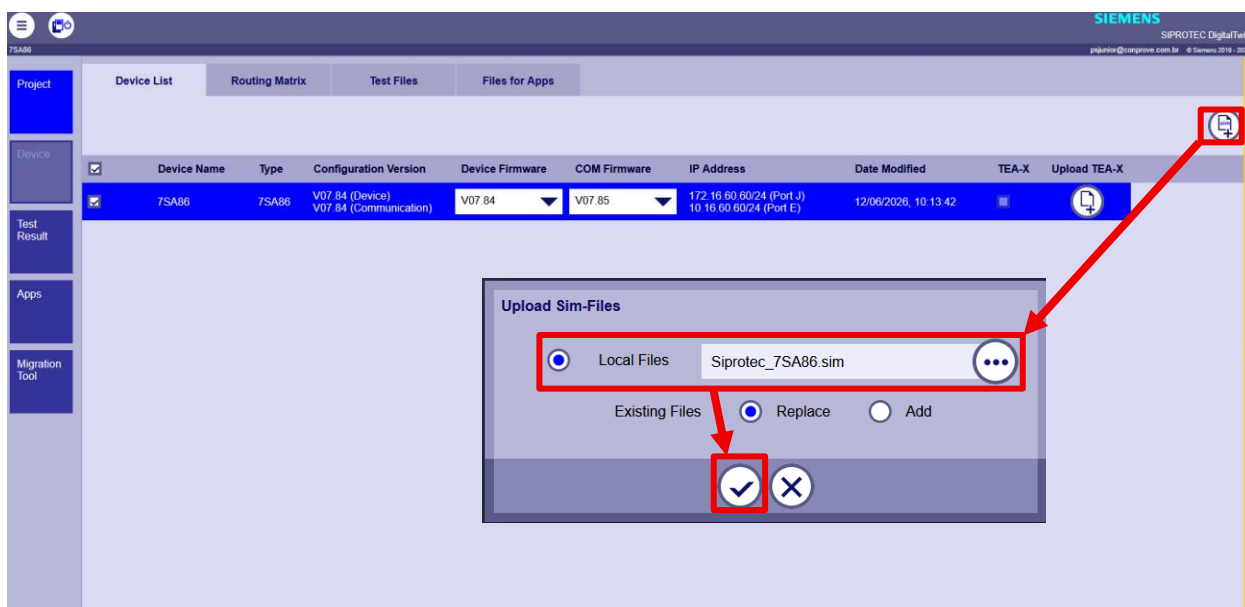 SIEMENS
SIPROTEC DigitalTwi
7SA86
psjunior@conprove.com.br © Siemens 2019 - 202
Project
Device List
Routing Matrix
Test Files
Files for Apps
Device
Device Name
Type
Configuration Version
Device Firmware
COM Firmware
IP Address
Date Modified
TEA-X
Upload TEA-X
7SA86
7SA86
V07.84 (Device)
V07.84 (Communication)
V07.84
V07.85
172.16.60.60/24 (Port J)
10.16.60.60/24 (Port E)
12/06/2026, 10:13:42
Test
Result
Apps
Migration
Tool
Upload Sim-Files
Local Files
Siprotec_7SA86.sim
Existing Files
Replace
Add